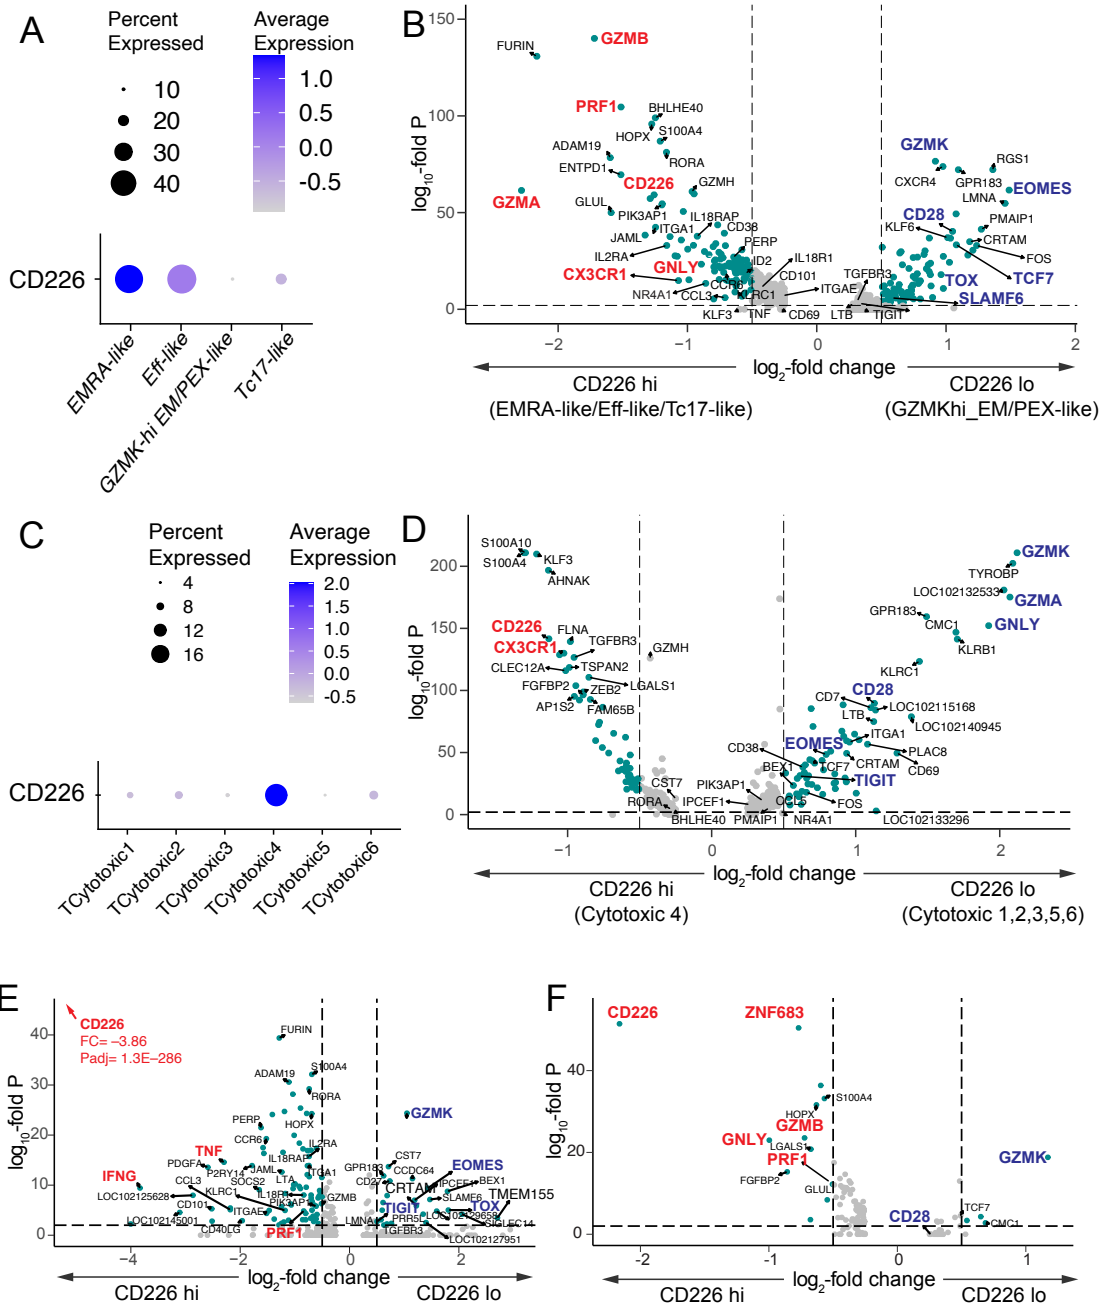 A
Percent
Expressed
10
20
30
40
Average
Expression
1.0
0.5
0.0
-0.5
CD226
EMRA-like
Eff-like
GZMK-hi EM/PEX-like
Tc17-like
B
150
100
50
0
log10-fold P
FURIN
GZMB
PRF1
BHLHE40
HOPX
S100A4
ADAM19
RORA
ENTPD1
CD226
GZMH
GZMA
GLUL
PIK3AP1
IL18RAP
JAML
ITGA1
CD38
PERP
IL2RA
ID2
IL18R1
CX3CR1
GNLY
CD101
CCR6
NR4A1
CCL3
KLRC1
ITGAE
KLF3
TNF
CD69
TGFBR3
LTB
TIGIT
GZMK
RGS1
CXCR4
GPR183
EOMES
LMNA
CD28
PMAIP1
KLF6
CRTAM
FOS
TOX
TCF7
SLAMF6
−2
−1
0
1
2
log2-fold change
CD226 hi
(EMRA-like/Eff-like/Tc17-like)
CD226 lo
(GZMKhi_EM/PEX-like)
C
Percent
Expressed
4
8
12
16
Average
Expression
2.0
1.5
1.0
0.5
0.0
-0.5
CD226
TCytotoxic1
TCytotoxic2
TCytotoxic3
TCytotoxic4
TCytotoxic5
TCytotoxic6
D
200
150
100
50
0
log10-fold P
S100A10
S100A4
KLF3
AHNAK
CD226
FLNA
CX3CR1
TGFBR3
GZMH
CLEC12A
TSPAN2
FGFBP2
ZEB2
LGALS1
AP1S2
FAM65B
CST7
RORA
BHLHE40
IPCEF1
PIK3AP1
PMAIP1
GZMK
TYROBP
LOC102132533
GZMA
GPR183
CMC1
GNLY
KLRB1
KLRC1
CD28
CD7
LOC102115168
LTB
LOC102140945
ITGA1
EOMES
CD38
PLAC8
CRTAM
CD69
BEX1
TCF7
TIGIT
CCL5
FOS
NR4A1
LOC102133296
−1
0
1
2
log2-fold change
CD226 hi
(Cytotoxic 4)
CD226 lo
(Cytotoxic 1,2,3,5,6)
E
CD226
FC= −3.86
Padj= 1.3E−286
40
30
20
10
0
log10-fold P
FURIN
ADAM19
S100A4
RORA
PERP
HOPX
CCR6
TNF
IL2RA
IL18RAP
PDGFA
P2RY14
JAML
ITGA1
IFNG
CCL3
SOCS2
LTA
LOC102125628
KLRC1
IL18R1
GZMB
CD101
ITGAE
PIK3AP1
LOC102145001
CD40LG
PRF1
GZMK
CST7
GPR183
CCDC64
EOMES
CD27
CRTAM
IPCEF1
BEX1
SLAMF6
TIGIT
TOX
TMEM155
LMNA
PRR5L
LOC102129658
SIGLEC14
TGFBR3
LOC102127951
−4
−2
0
2
log2-fold change
CD226 hi
CD226 lo
F
40
20
0
log10-fold P
CD226
ZNF683
S100A4
HOPX
GZMB
GNLY
LGALS1
PRF1
FGFBP2
GLUL
GZMK
CD28
TCF7
CMC1
−2
−1
0
1
log2-fold change
CD226 hi
CD226 lo